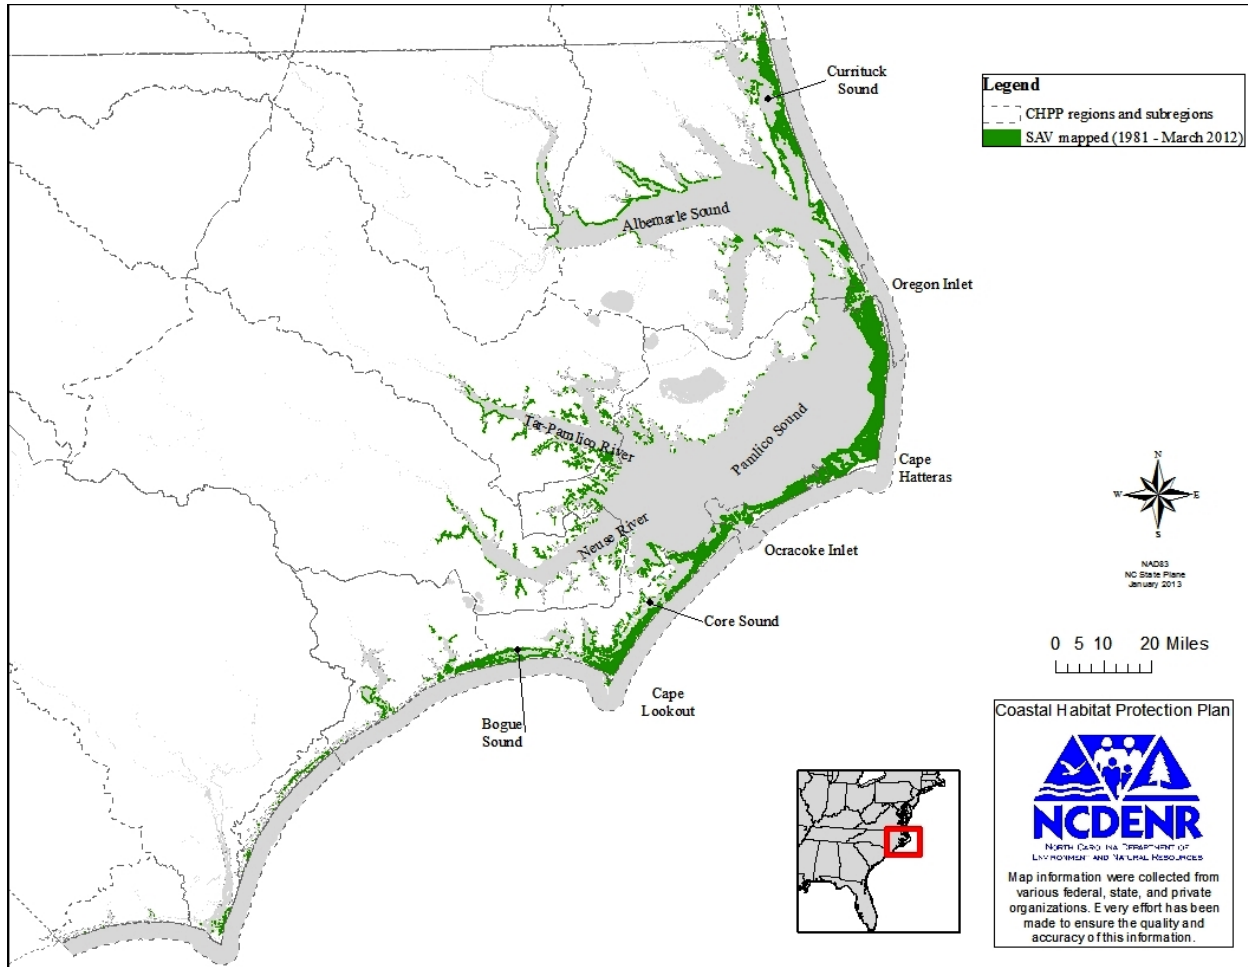 Currituck
Sound
Legend
CHPP regions and subregions
SAV mapped (1981 - March 2012)
Albemarle Sound
Oregon Inlet
Tar-Pamlico River
Pamlico Sound
Cape
Hatteras
N
W
E
S
Neuse River
Ocracoke Inlet
NAD83
NC State Plane
January 2013
Core Sound
0 5 10 20 Miles
Cape
Lookout
Bogue
Sound
Coastal Habitat Protection Plan
NCDENR
NORTH CAROLINA DEPARTMENT OF
ENVIRONMENT AND NATURAL RESOURCES
Map information were collected from
various federal, state, and private
organizations. Every effort has been
made to ensure the quality and
accuracy of this information.